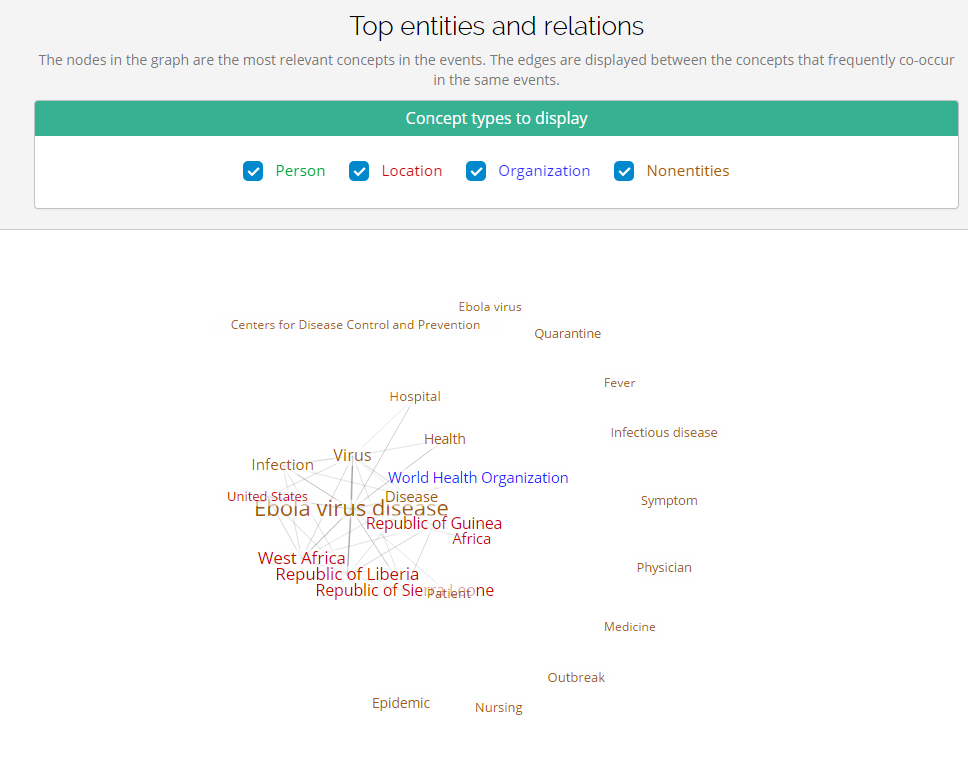 Top entities and relations
The nodes in the graph are the most relevant concepts in the events. The edges are displayed between the concepts that frequently co-occur
in the same events.
Concept types to display
Person
Location
Organization
Nonentities
Ebola virus
Centers for Disease Control and Prevention
Quarantine
Fever
Hospital
Infectious disease
Health
Virus
Infection
World Health Organization
United States
Disease
Symptom
Ebola virus disease
Republic of Guinea
Africa
West Africa
Physician
Republic of Liberia
Republic of Sierra Leone
Patient
Medicine
Outbreak
Epidemic
Nursing